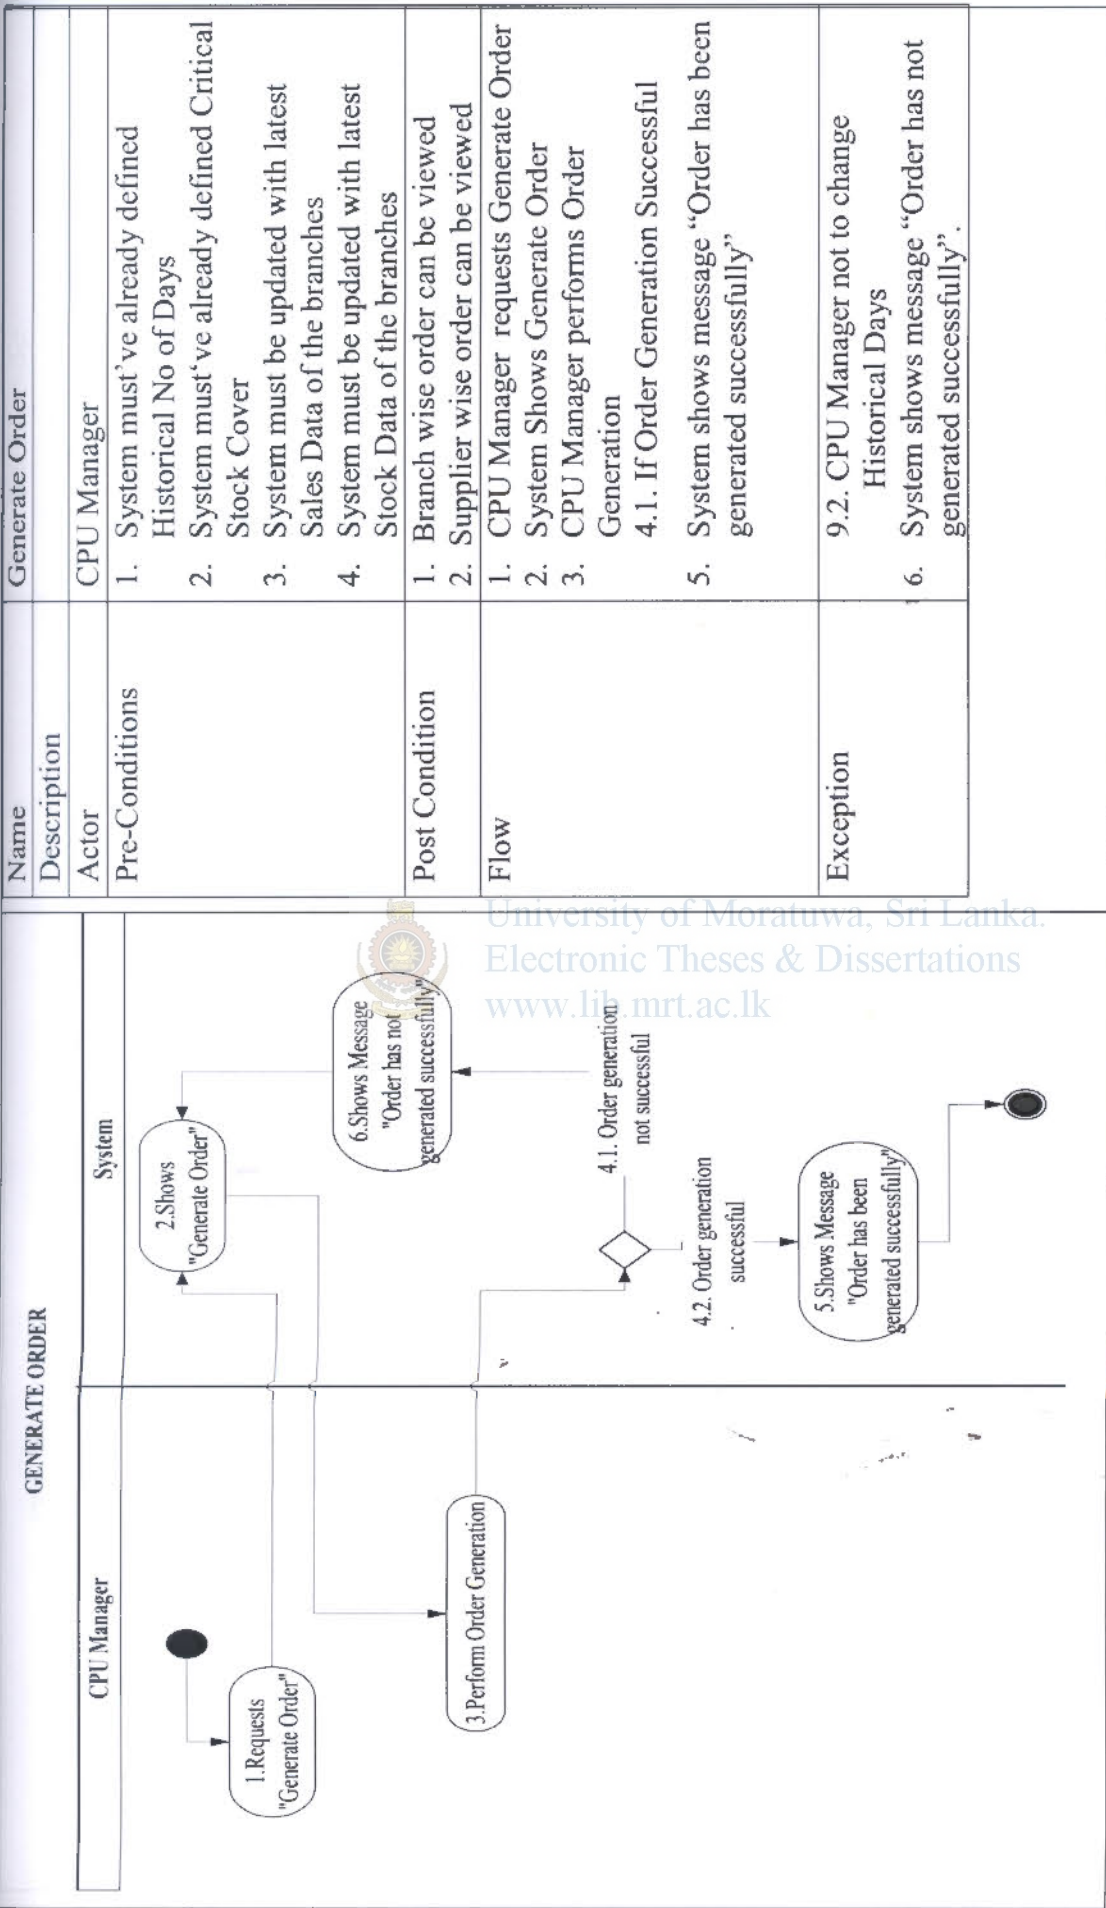 GENERATE ORDER
CPU Manager
System
1.Requests
"Generate Order"
2.Shows
"Generate Order"
3.Perform Order Generation
6.Shows Message
"Order has not
generated successfully"
4.1. Order generation
not successful
4.2. Order generation
successful
5.Shows Message
"Order has been
generated successfully"
Name Generate Order
Description
Actor CPU Manager
Pre-Conditions 1. System must've already defined
Historical No of Days
2. System must‘ve already defined Critical
Stock Cover
3. System must be updated with latest
Sales Data of the branches
4. System must be updated with latest
Stock Data of the branches
Post Condition 1. Branch wise order can be viewed
2. Supplier wise order can be viewed
Flow 1. CPU Manager requests Generate Order
2. System Shows Generate Order
3. CPU Manager performs Order
Generation
4.1. If Order Generation Successful
5. System shows message “Order has been
generated successfully”
Exception 9.2. CPU Manager not to change
Historical Days
6. System shows message “Order has not
generated successfully”.
University of Moratuwa, Sri Lanka.
Electronic Theses & Dissertations
www.lib.mrt.ac.lk